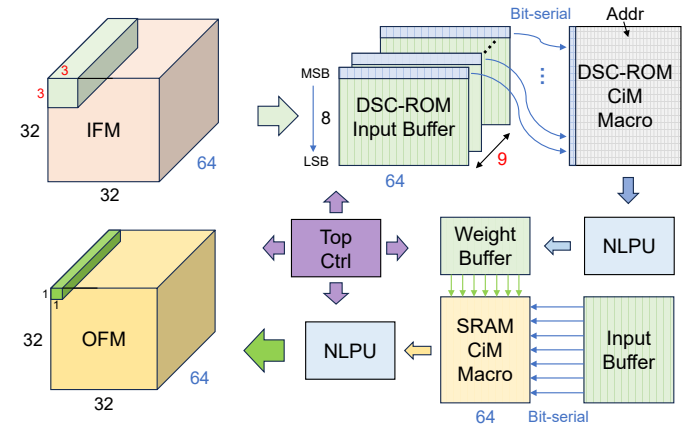 Bit-serial
Addr
3
3
MSB
LSB
8
32
IFM
64
32
DSC-ROM
Input Buffer
9
64
DSC-ROM
CiM
Macro
Top
Ctrl
Weight
Buffer
NLPU
1
1
32
OFM
64
32
NLPU
SRAM
CiM
Macro
Input
Buffer
64
Bit-serial